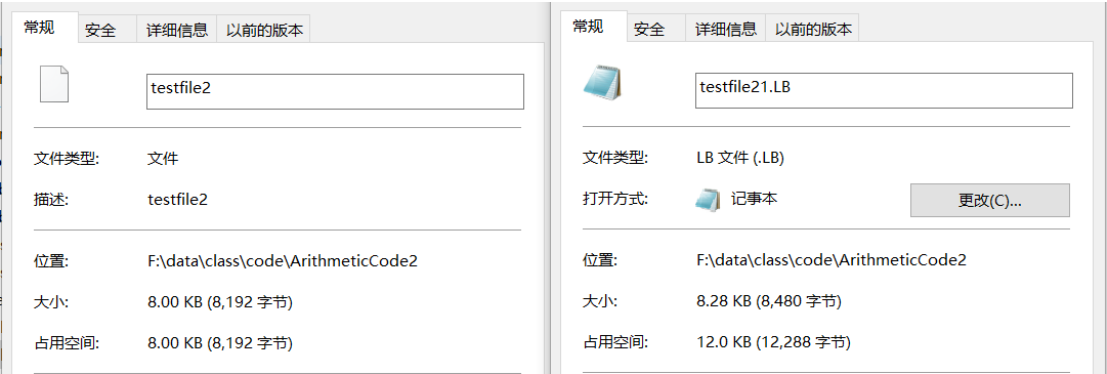 常规 安全 详细信息 以前的版本
testfile2
文件类型: 文件
描述: testfile2
位置: F:\data\class\code\ArithmeticCode2
大小: 8.00 KB (8,192 字节)
占用空间: 8.00 KB (8,192 字节)
常规 安全 详细信息 以前的版本
testfile21.LB
文件类型: LB 文件 (.LB)
打开方式: 记事本 更改(C)...
位置: F:\data\class\code\ArithmeticCode2
大小: 8.28 KB (8,480 字节)
占用空间: 12.0 KB (12,288 字节)